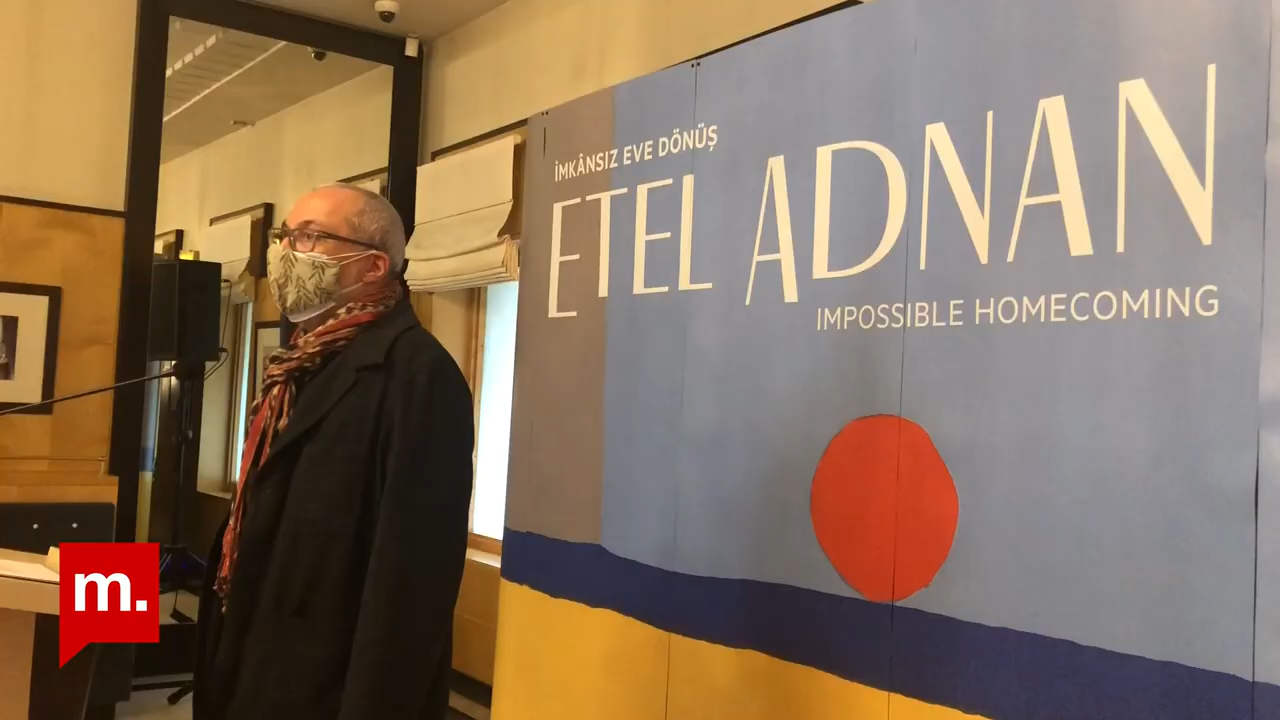 İMKÂNSIZ EVE DÖNÜŞ
ETEL ADNAN
IMPOSSIBLE HOMECOMING
m.